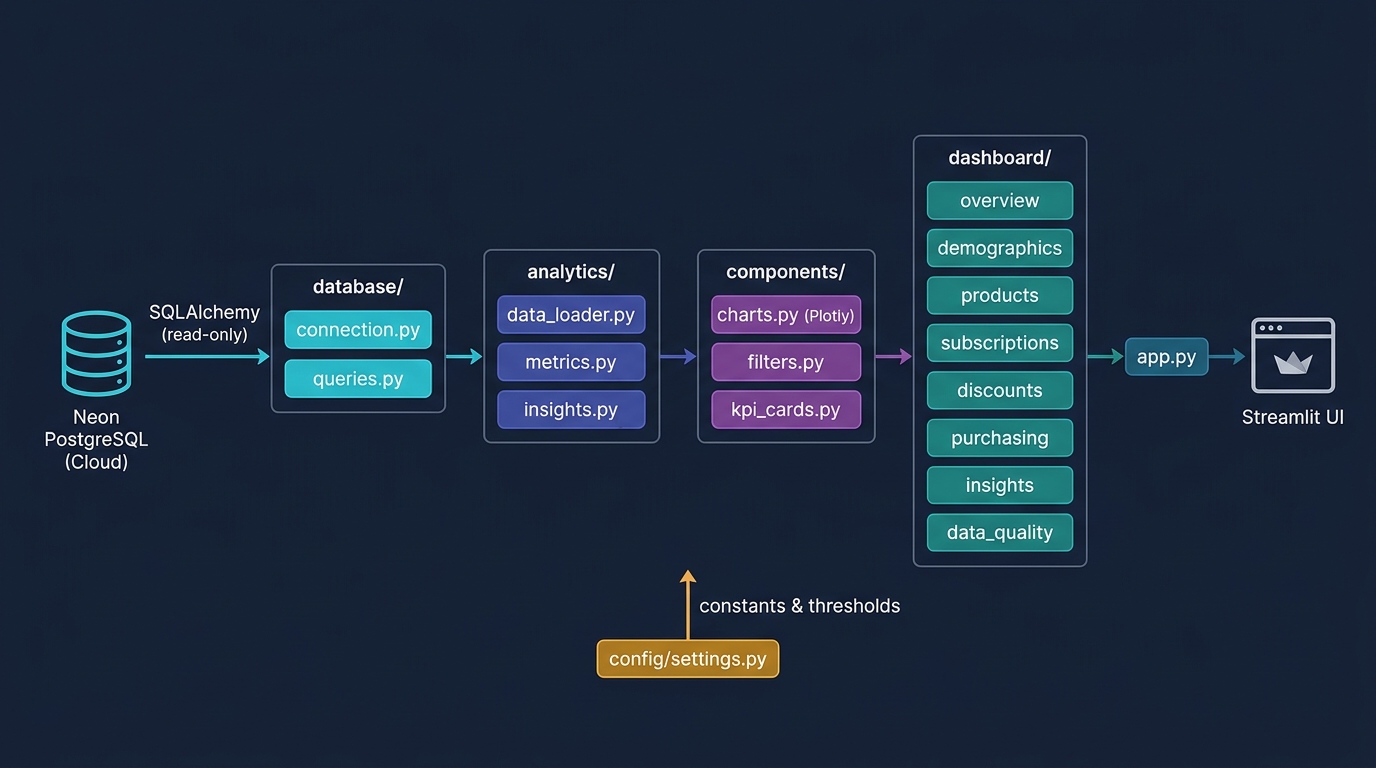 SQLAlchemy
(read-only)
Neon
PostgreSQL
(Cloud)
database/
connection.py
queries.py
analytics/
data_loader.py
metrics.py
insights.py
components/
charts.py (Plotly)
filters.py
kpi_cards.py
dashboard/
overview
demographics
products
subscriptions
discounts
purchasing
insights
data_quality
app.py
Streamlit UI
constants & thresholds
config/settings.py